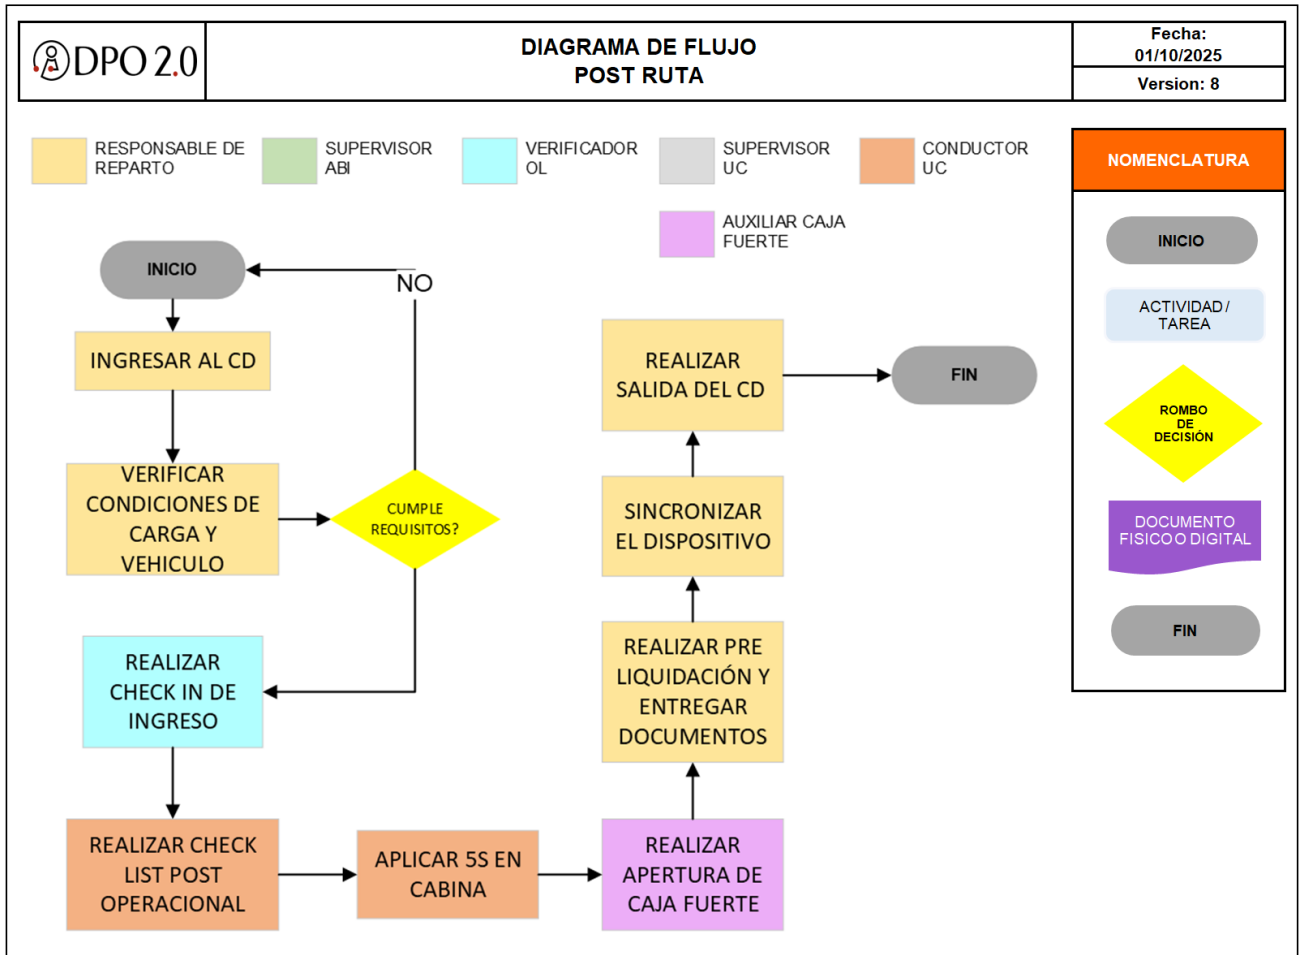 DPO 2.0
DIAGRAMA DE FLUJO
POST RUTA
Fecha:
01/10/2025
Version: 8
RESPONSABLE DE
REPARTO
SUPERVISOR
ABI
VERIFICADOR
OL
SUPERVISOR
UC
CONDUCTOR
UC
AUXILIAR CAJA
FUERTE
NOMENCLATURA
INICIO
ACTIVIDAD /
TAREA
ROMBO
DE
DECISIÓN
DOCUMENTO
FISICO O DIGITAL
FIN
INICIO
NO
INGRESAR AL CD
VERIFICAR
CONDICIONES DE
CARGA Y
VEHICULO
CUMPLE
REQUISITOS?
REALIZAR
CHECK IN DE
INGRESO
REALIZAR CHECK
LIST POST
OPERACIONAL
APLICAR 5S EN
CABINA
REALIZAR
APERTURA DE
CAJA FUERTE
REALIZAR PRE
LIQUIDACIÓN Y
ENTREGAR
DOCUMENTOS
SINCRONIZAR
EL DISPOSITIVO
REALIZAR
SALIDA DEL CD
FIN